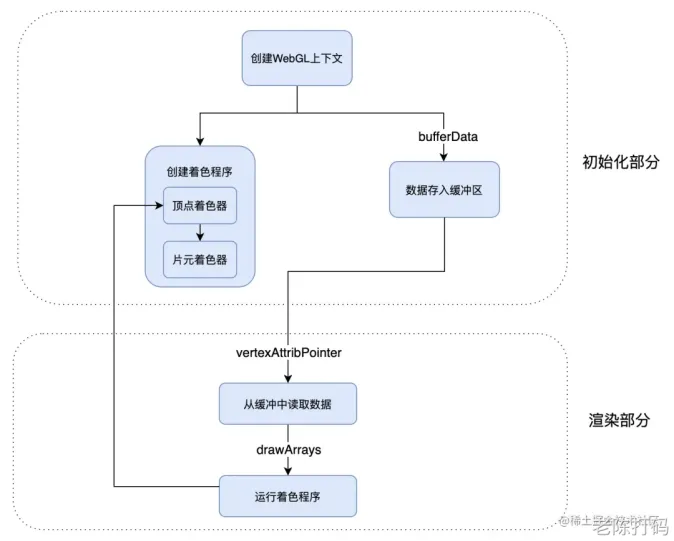 创建WebGL上下文
bufferData
初始化部分
创建着色程序
顶点着色器
片元着色器
数据存入缓冲区
vertexAttribPointer
从缓冲中读取数据
渲染部分
drawArrays
运行着色程序
@稀土掘金技术社区
老陈打码